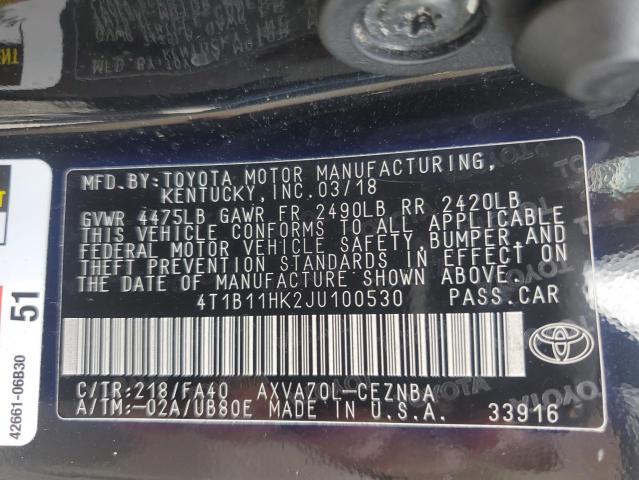 MFD.BY:TOYOTA MOTOR MANUFACTURING,
KENTUCKY, INC.03/18
GVWR 4475LB GAWR FR 2490LB RR 2420LB
THIS VEHICLE CONFORMS TO ALL APPLICABLE
FEDERAL MOTOR VEHICLE SAFETY,BUMPER,AND
THEFT PREVENTION STANDARDS IN EFFECT ON
THE DATE OF MANUFACTURE SHOWN ABOVE.
4T1B11HK2JU100530 PASS.CAR
C/TR:218/FA40 AXVA70L-CEZNBA
A/TM:-02A/UB80E MADE IN U.S.A. 33916
TOYOTA
42661-06B30 51